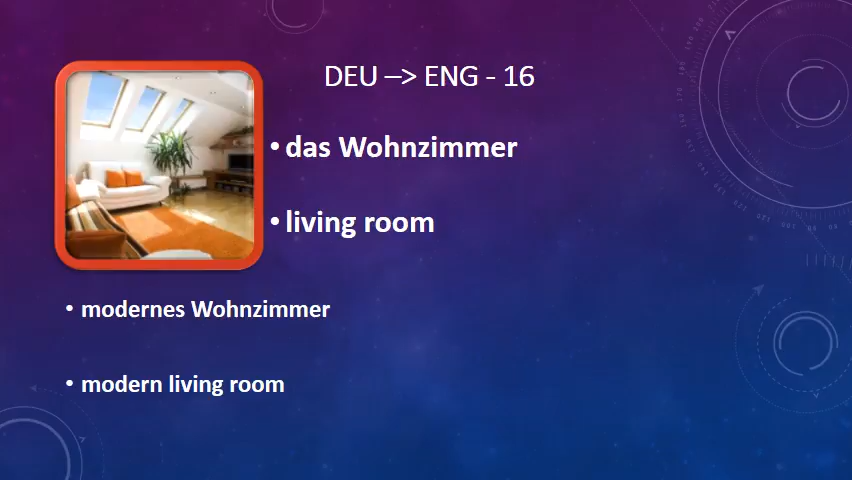 DEU –> ENG - 16
• das Wohnzimmer
• living room
• modernes Wohnzimmer
• modern living room